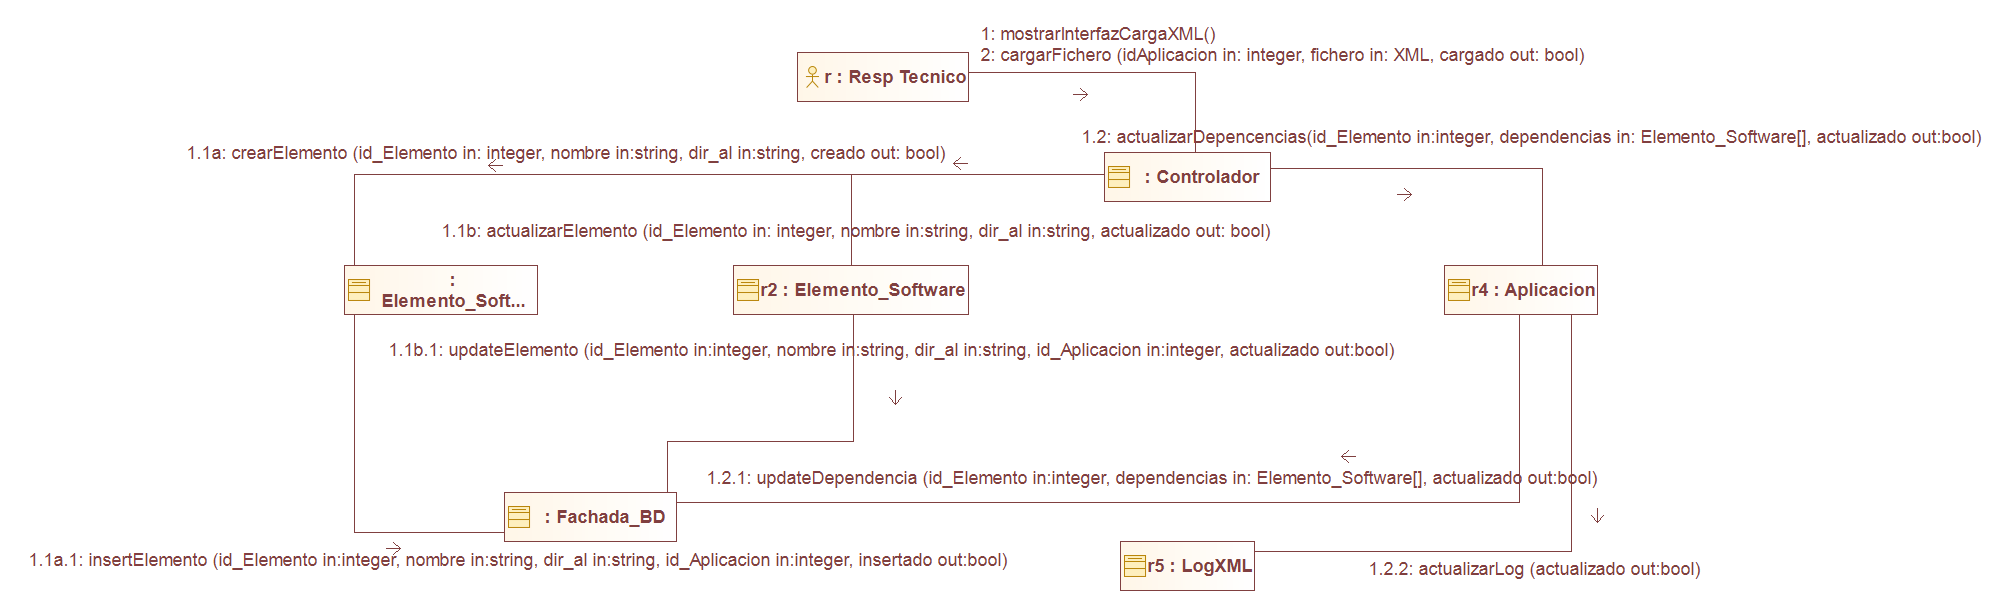 1: mostrarInterfazCargaXML()
2: cargarFichero (idAplicacion in: integer, fichero in: XML, cargado out: bool)
r : Resp Tecnico
1.2: actualizarDepencencias(id_Elemento in:integer, dependencias in: Elemento_Software[], actualizado out:bool)
1.1a: crearElemento (id_Elemento in: integer, nombre in:string, dir_al in:string, creado out: bool)
: Controlador
1.1b: actualizarElemento (id_Elemento in: integer, nombre in:string, dir_al in:string, actualizado out: bool)
:
Elemento_Soft...
r2 : Elemento_Software
r4 : Aplicacion
1.1b.1: updateElemento (id_Elemento in:integer, nombre in:string, dir_al in:string, id_Aplicacion in:integer, actualizado out:bool)
1.2.1: updateDependencia (id_Elemento in:integer, dependencias in: Elemento_Software[], actualizado out:bool)
: Fachada_BD
1.1a.1: insertElemento (id_Elemento in:integer, nombre in:string, dir_al in:string, id_Aplicacion in:integer, insertado out:bool)
r5 : LogXML
1.2.2: actualizarLog (actualizado out:bool)